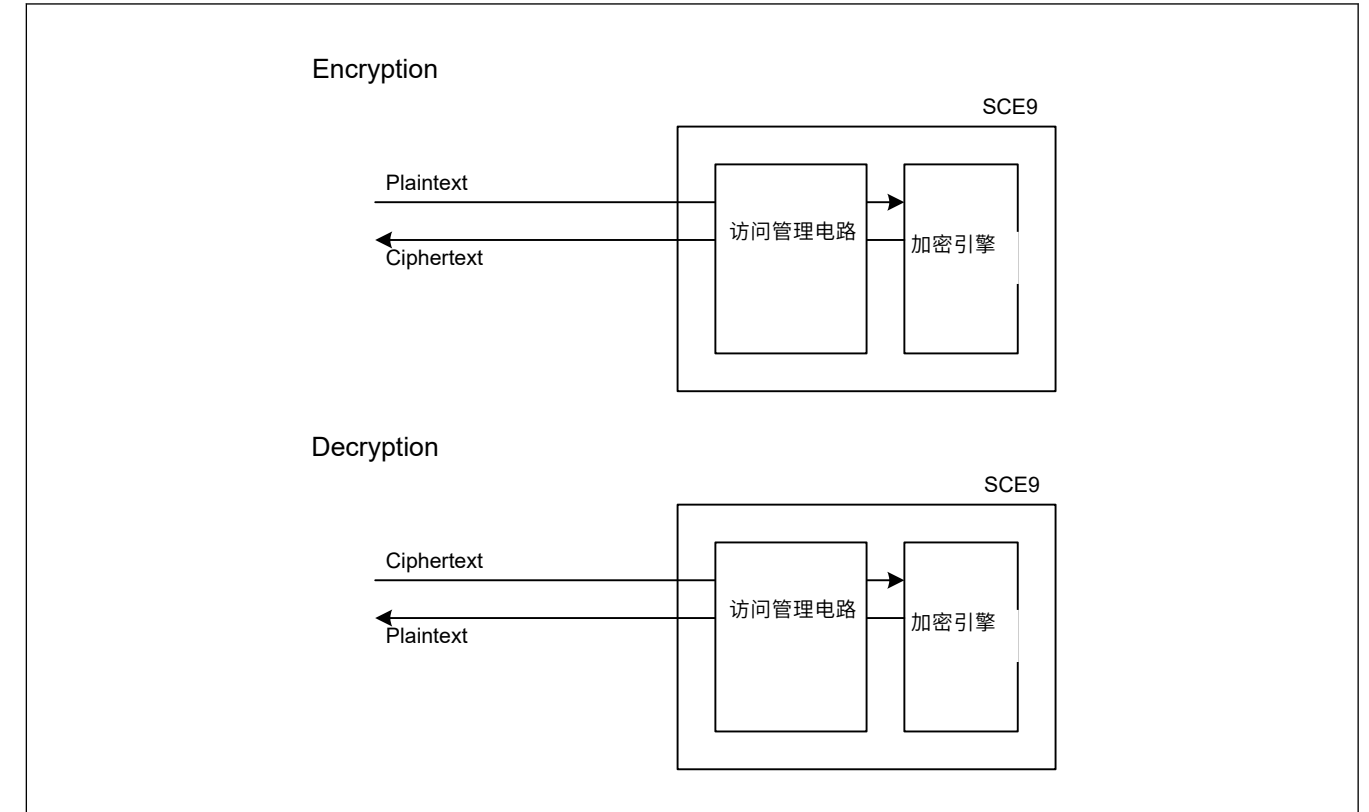 Encryption
SCE9
Plaintext
访问管理电路
加密引擎
Ciphertext
Decryption
SCE9
Ciphertext
访问管理电路
加密引擎
Plaintext